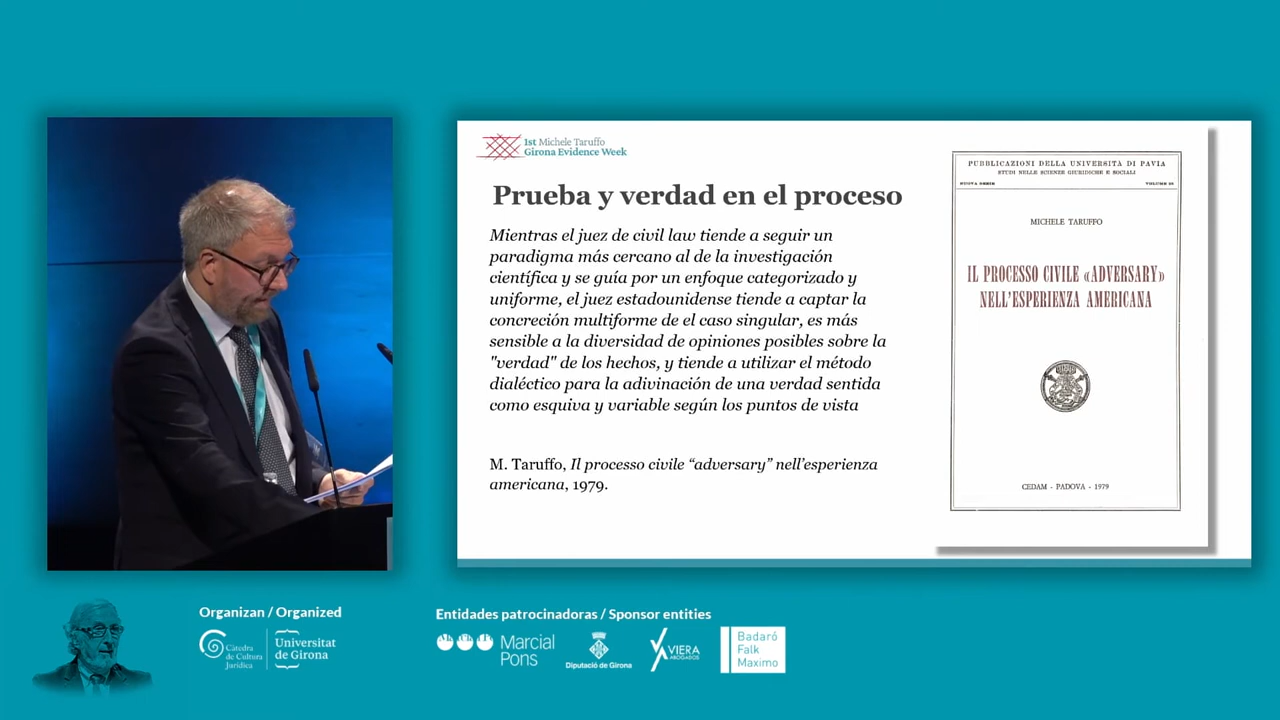 1st Michele Taruffo
Girona Evidence Week
Prueba y verdad en el proceso
Mientras el juez de civil law tiende a seguir un
paradigma más cercano al de la investigación
científica y se guía por un enfoque categorizado y
uniforme, el juez estadounidense tiende a captar la
concreción multiforme de el caso singular, es más
sensible a la diversidad de opiniones posibles sobre la
"verdad" de los hechos, y tiende a utilizar el método
dialéctico para la adivinación de una verdad sentida
como esquiva y variable según los puntos de vista
M. Taruffo, Il processo civile “adversary” nell’esperienza
americana, 1979.
PUBBLICAZIONI DELLA UNIVERSITÀ DI PAVIA
STUDI NELLE SCIENZE GIURIDICHE E SOCIALI
NUOVA SERIE
MICHELE TARUFFO
IL PROCESSO CIVILE «ADVERSARY»
NELL'ESPERIENZA AMERICANA
CEDAM - PADOVA - 1979
Organizan / Organized
Càtedra
de Cultura
Jurídica
Universitat
de Girona
Entidades patrocinadoras / Sponsor entities
Marcial
Pons
Diputació de Girona
VIERA
ABOGADOS
Badaró
Falk
Maximo